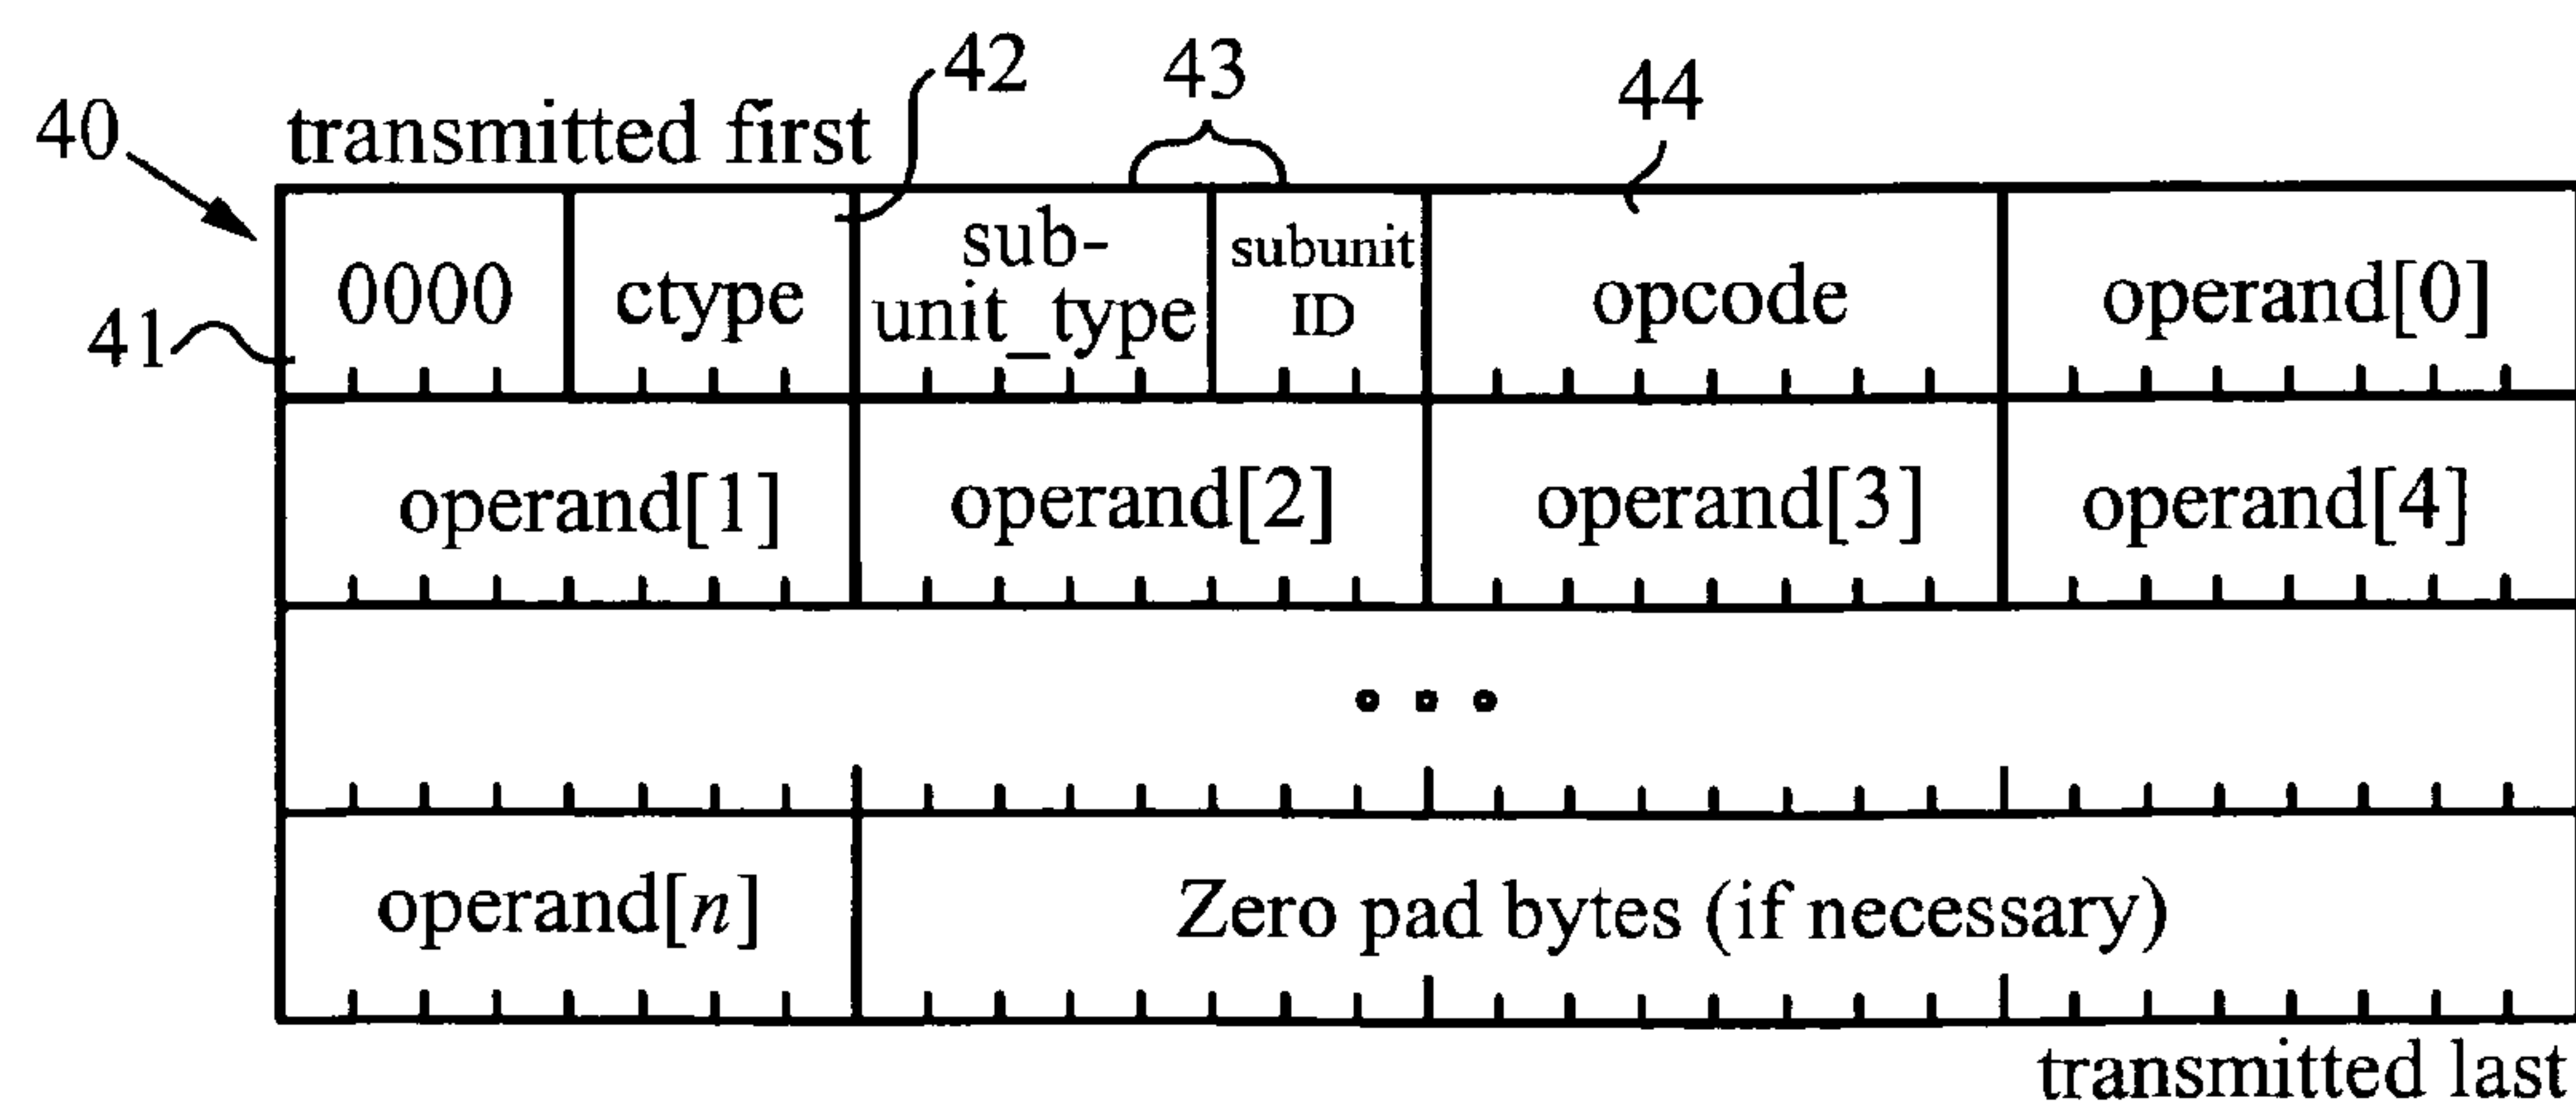 42
43
44
40
transmitted first
41
0000
ctype
sub-
unit_type
subunit
ID
opcode
operand[0]
operand[1]
operand[2]
operand[3]
operand[4]
operand[n]
Zero pad bytes (if necessary)
transmitted last